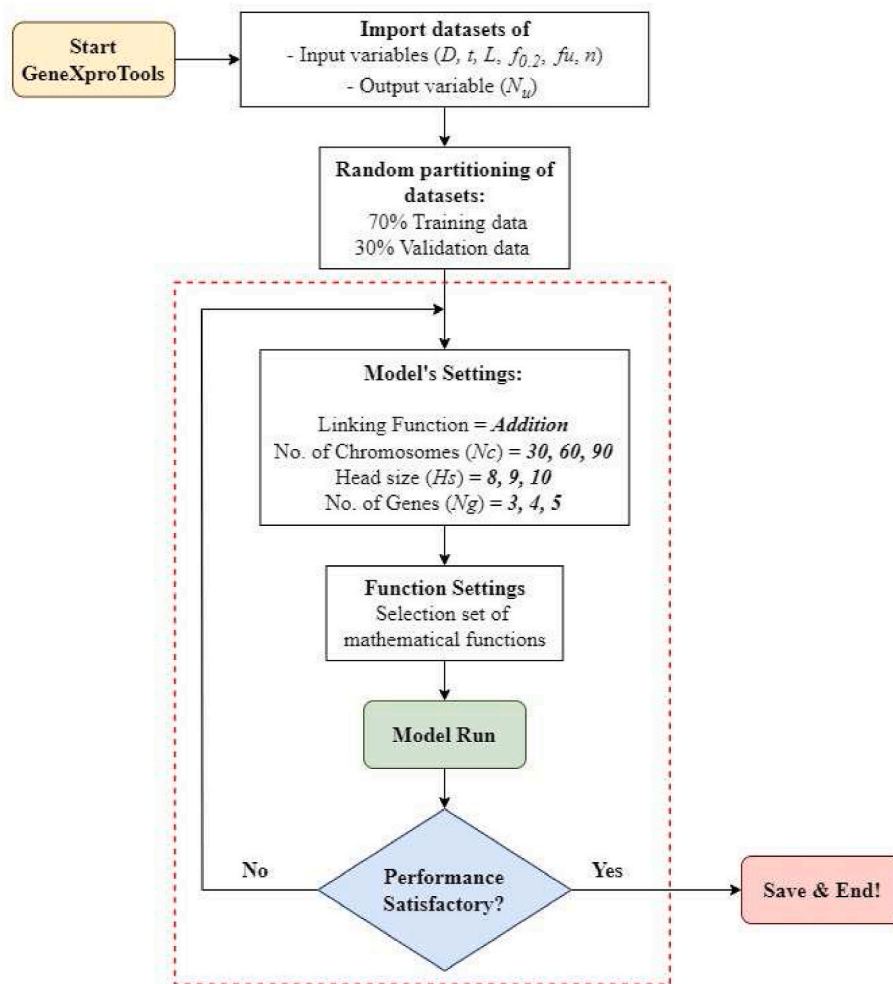 Start
GeneXproTools
Import datasets of
- Input variables (D, t, L, f0.2, fu, n)
- Output variable (Nu)
Random partitioning of
datasets:
70% Training data
30% Validation data
Model's Settings:
Linking Function = Addition
No. of Chromosomes (Nc) = 30, 60, 90
Head size (Hs) = 8, 9, 10
No. of Genes (Ng) = 3, 4, 5
Function Settings
Selection set of
mathematical functions
Model Run
No
Performance
Satisfactory?
Yes
Save & End!